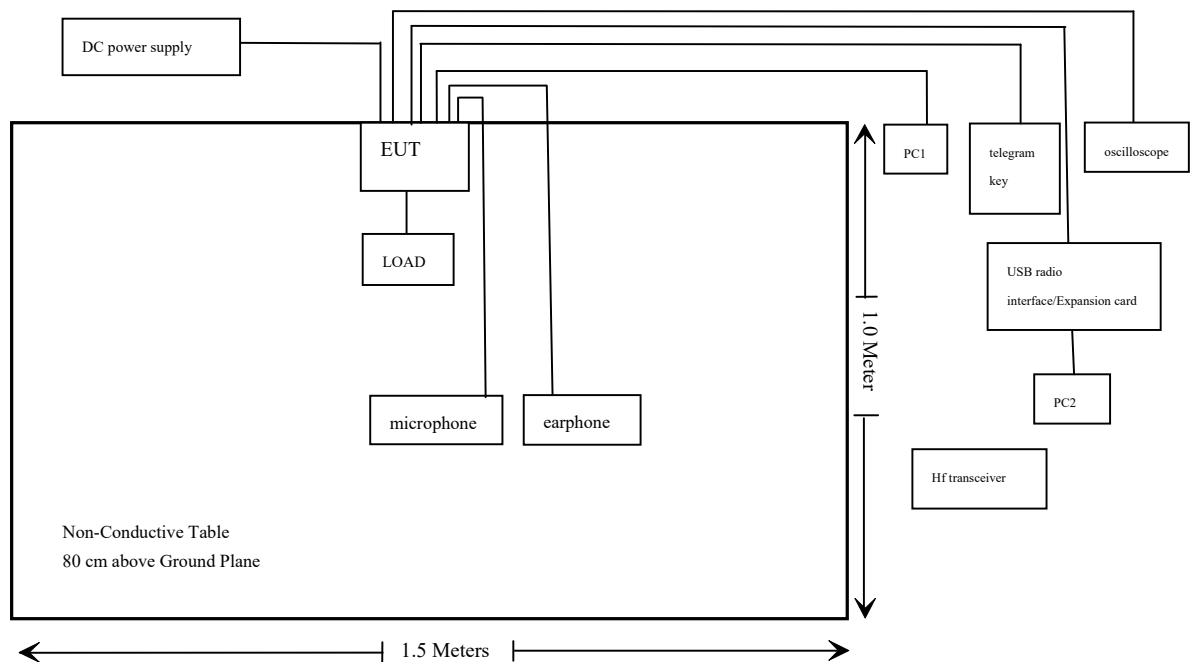 DC power supply
EUT
PC1
telegram
key
oscilloscope
LOAD
USB radio
interface/Expansion card
1.0 Meter
PC2
microphone
earphone
Hf transceiver
Non-Conductive Table
80 cm above Ground Plane
1.5 Meters